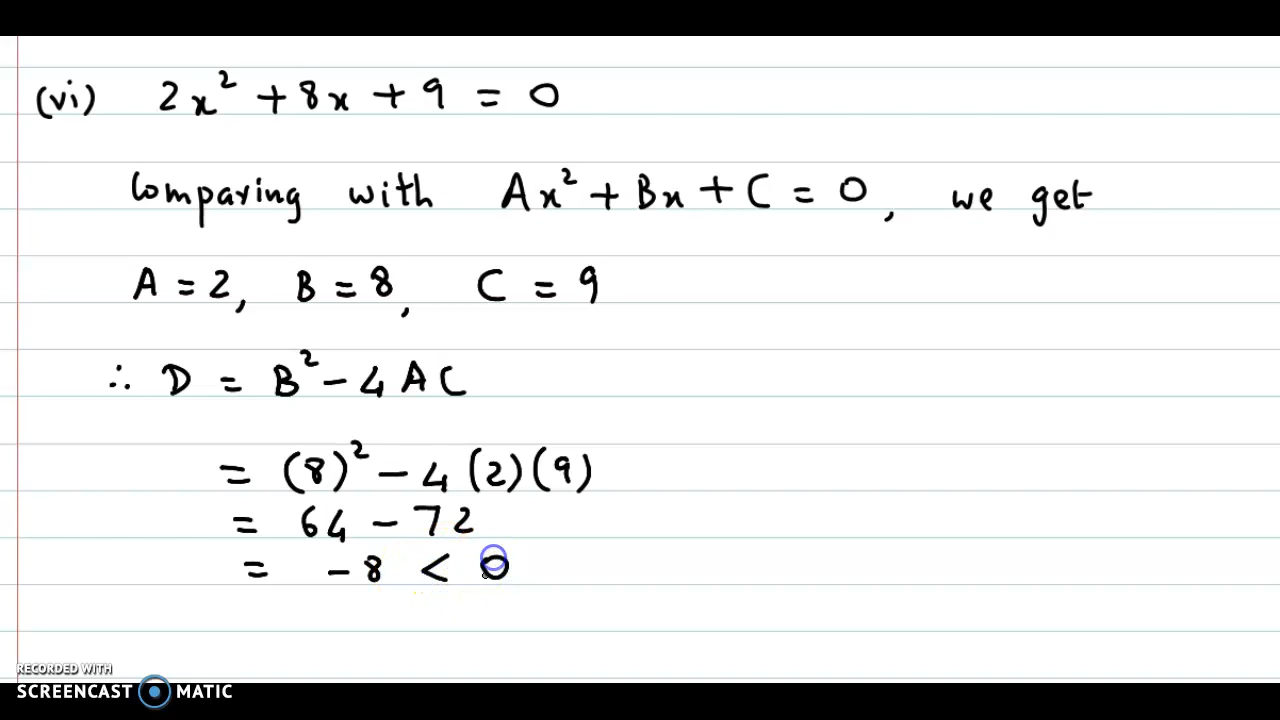 (vi) 2x² + 8x + 9 = 0
Comparing with Ax² + Bx + C = 0, we get
A = 2, B = 8, C = 9
∴ D = B² - 4AC
= (8)² - 4(2)(9)
= 64 - 72
= -8 < 0
RECORDED WITH
SCREENCAST MATIC